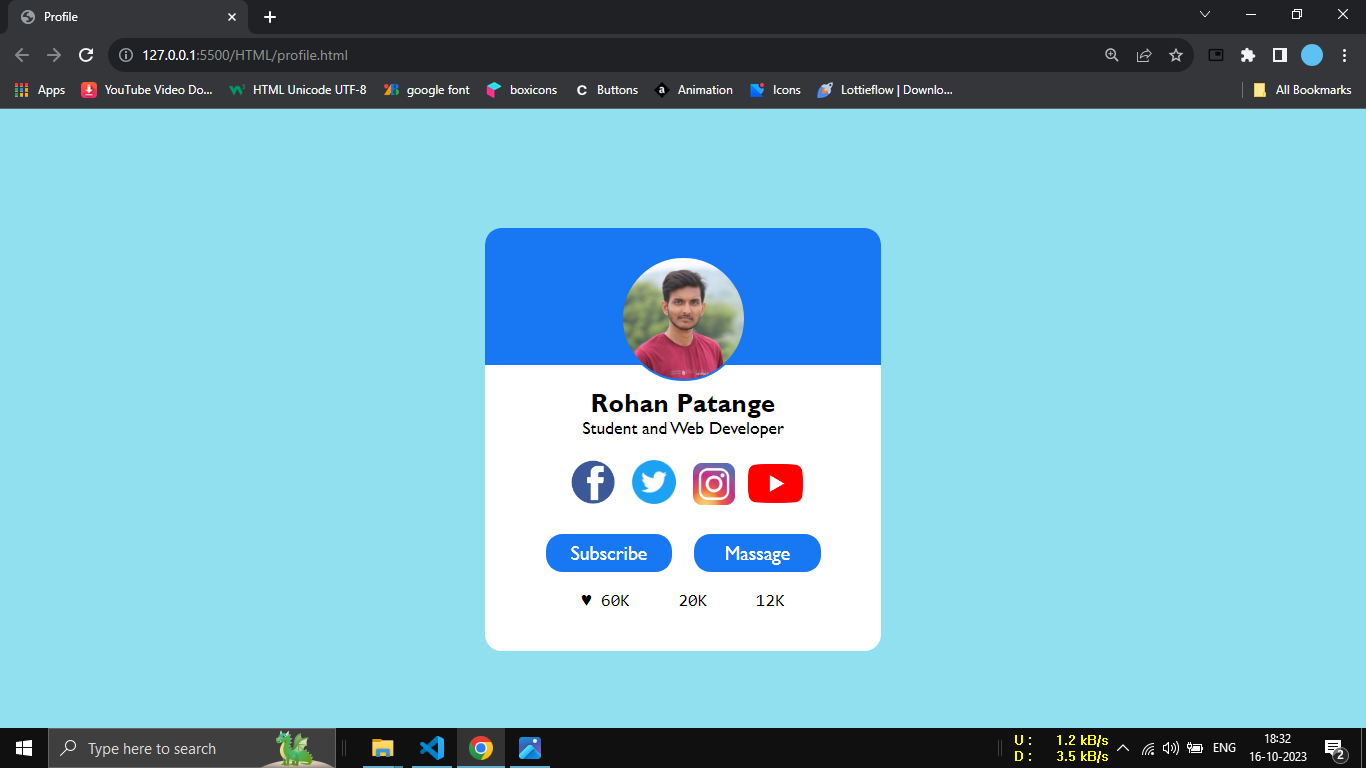 Profile
127.0.0.1:5500/HTML/profile.html
Apps
YouTube Video Do...
HTML Unicode UTF-8
google font
boxicons
Buttons
Animation
Icons
Lottieflow | Downlo...
All Bookmarks
Rohan Patange
Student and Web Developer
Subscribe
Massage
♥ 60K
20K
12K
Type here to search
U : 1.2 kB/s
D : 3.5 kB/s
ENG
18:32
16-10-2023
2